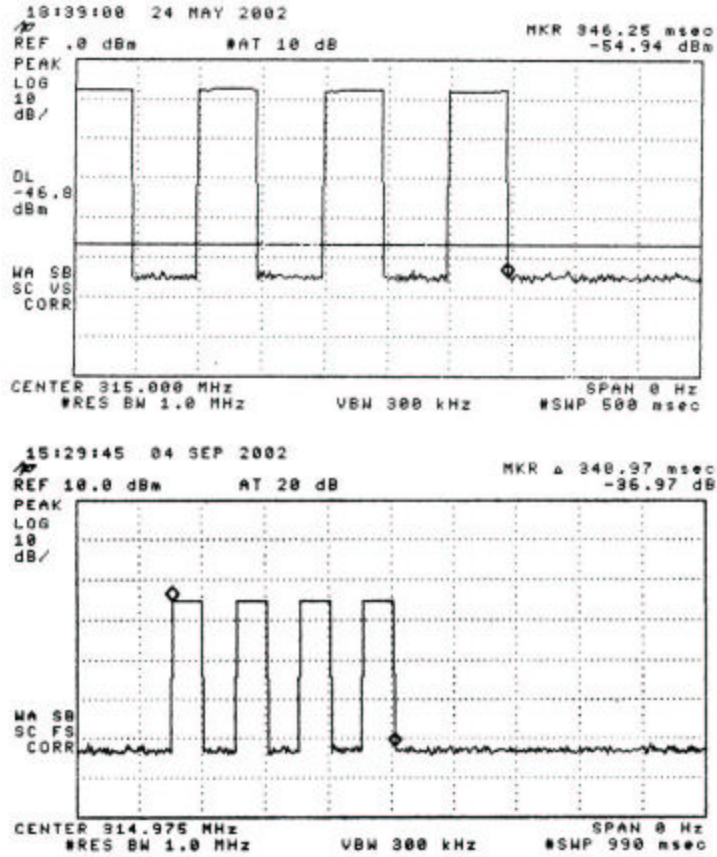 18:39:00 24 MAY 2002
REF .0 dBm #AT 10 dB
MKR 346.25 msec
-54.94 dBm
PEAK
LOG
10
dB/
DL
-46.8
dBm
WA SB
SC VS
CORR
CENTER 315.000 MHz SPAN 0 Hz
#RES BW 1.0 MHz VBW 300 kHz #SWP 500 msec
15:29:45 04 SEP 2002
REF 10.0 dBm AT 20 dB
MKR Δ 340.97 msec
-36.97 dB
PEAK
LOG
10
dB/
WA SB
SC FS
CORR
CENTER 314.975 MHz SPAN 0 Hz
#RES BW 1.0 MHz VBW 300 kHz #SWP 990 msec